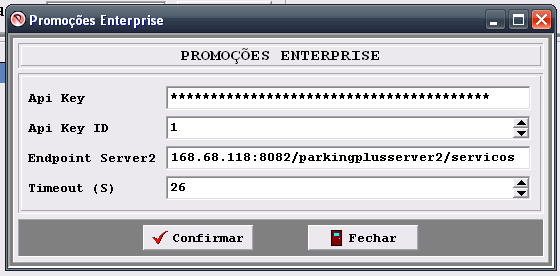 Promoções Enterprise
PROMOÇÕES ENTERPRISE
Api Key ****************************************
Api Key ID 1
Endpoint Server2 168.68.118:8082/parkingplusserver2/servicos
Timeout (S) 26
Confirmar Fechar